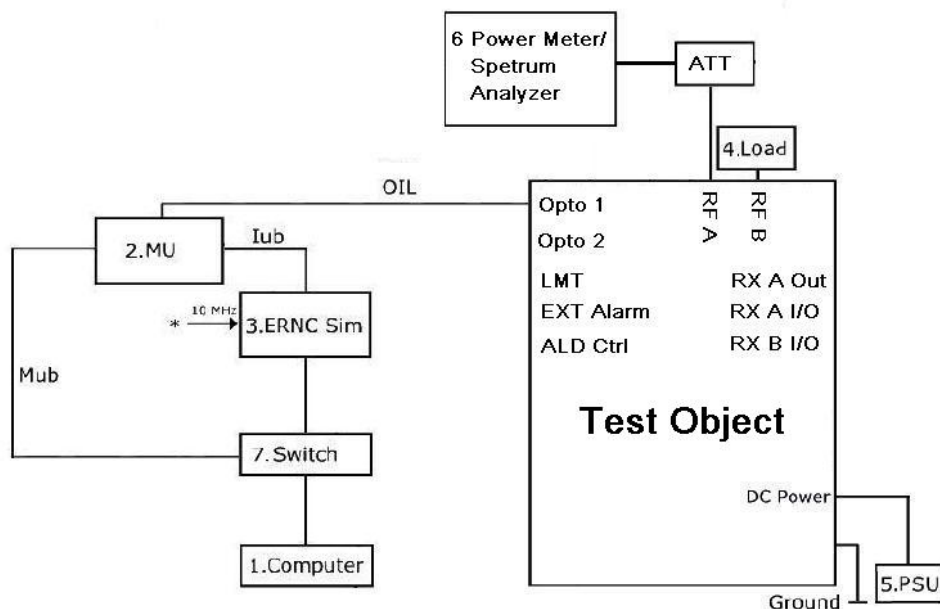 6 Power Meter/
Spetrum
Analyzer
ATT
4.Load
OIL
Opto 1
RF A
RF B
Opto 2
2.MU
Iub
LMT
RX A Out
10 MHz
*
3.ERNC Sim
EXT Alarm
RX A I/O
ALD Ctrl
RX B I/O
Mub
Test Object
7.Switch
DC Power
1.Computer
5.PSU
Ground